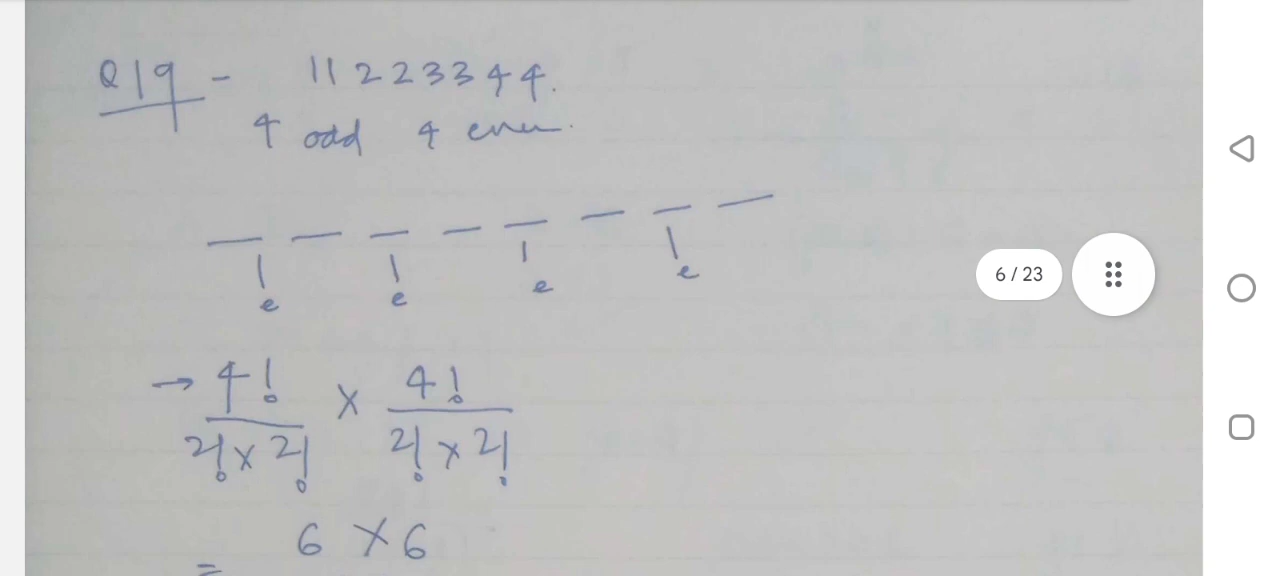 Q19 - 11223344.
4 odd 4 even.
e e e e
→ 4! / 2! x 2! x 4! / 2! x 2!
6 x 6
=
6 / 23